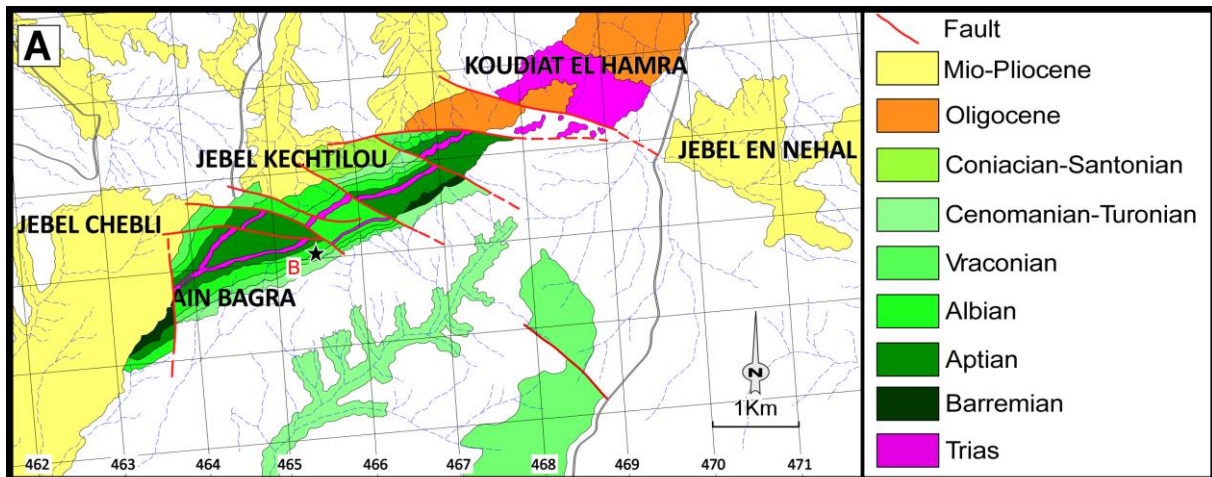 A
KOUDIAT EL HAMRA
JEBEL KECHTILOU
JEBEL EN NEHAL
JEBEL CHEBLI
B
AIN BAGRA
N
1Km
462 463 464 465 466 467 468 469 470 471
Fault
Mio-Pliocene
Oligocene
Coniacian-Santonian
Cenomanian-Turonian
Vraconian
Albian
Aptian
Barremian
Trias